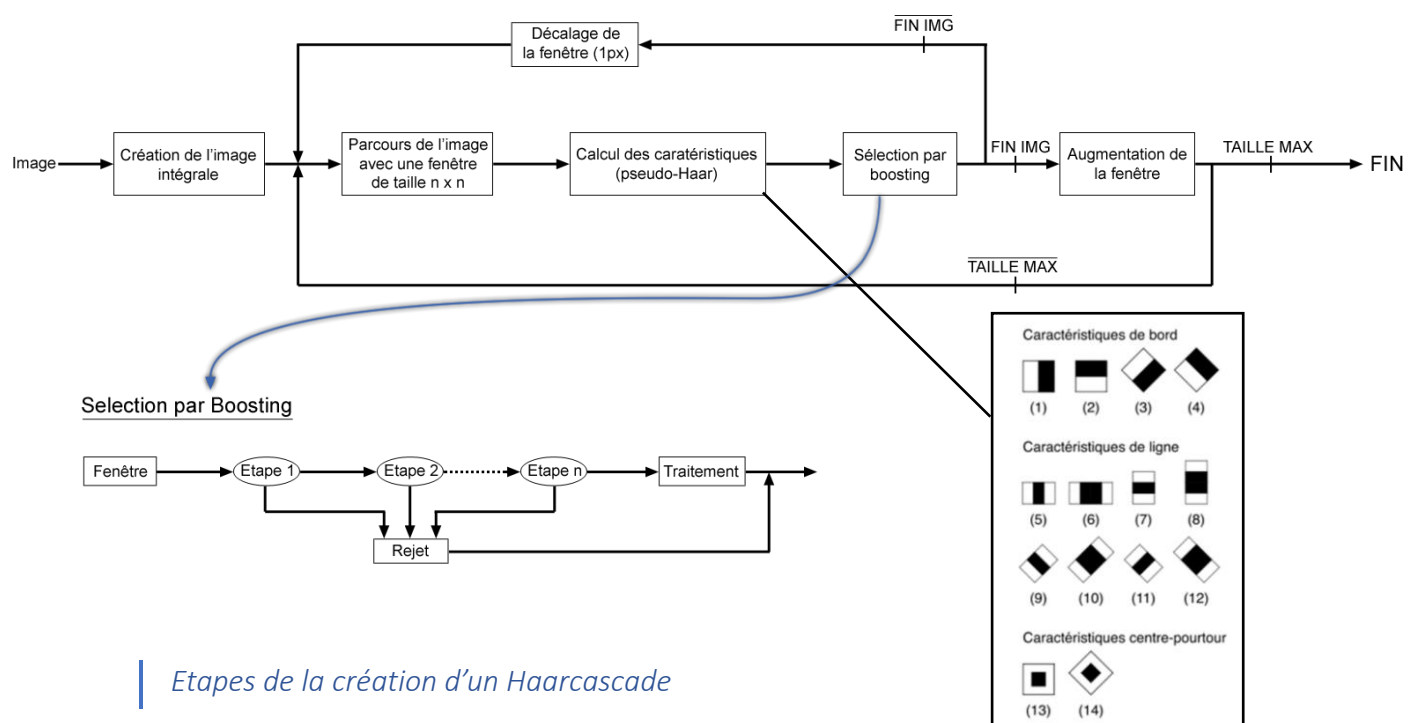 FIN IMG
Décalage de
la fenêtre (1px)
Image
Création de l'image
intégrale
Parcours de l'image
avec une fenêtre
de taille n x n
Calcul des caratéristiques
(pseudo-Haar)
Sélection par
boosting
FIN IMG
Augmentation de
la fenêtre
TAILLE MAX
FIN
TAILLE MAX
Selection par Boosting
Fenêtre
Etape 1
Etape 2
Etape n
Traitement
Rejet
Caractéristiques de bord
(1) (2) (3) (4)
Caractéristiques de ligne
(5) (6) (7) (8)
(9) (10) (11) (12)
Caractéristiques centre-pourtour
(13) (14)
Etapes de la création d'un Haarcascade